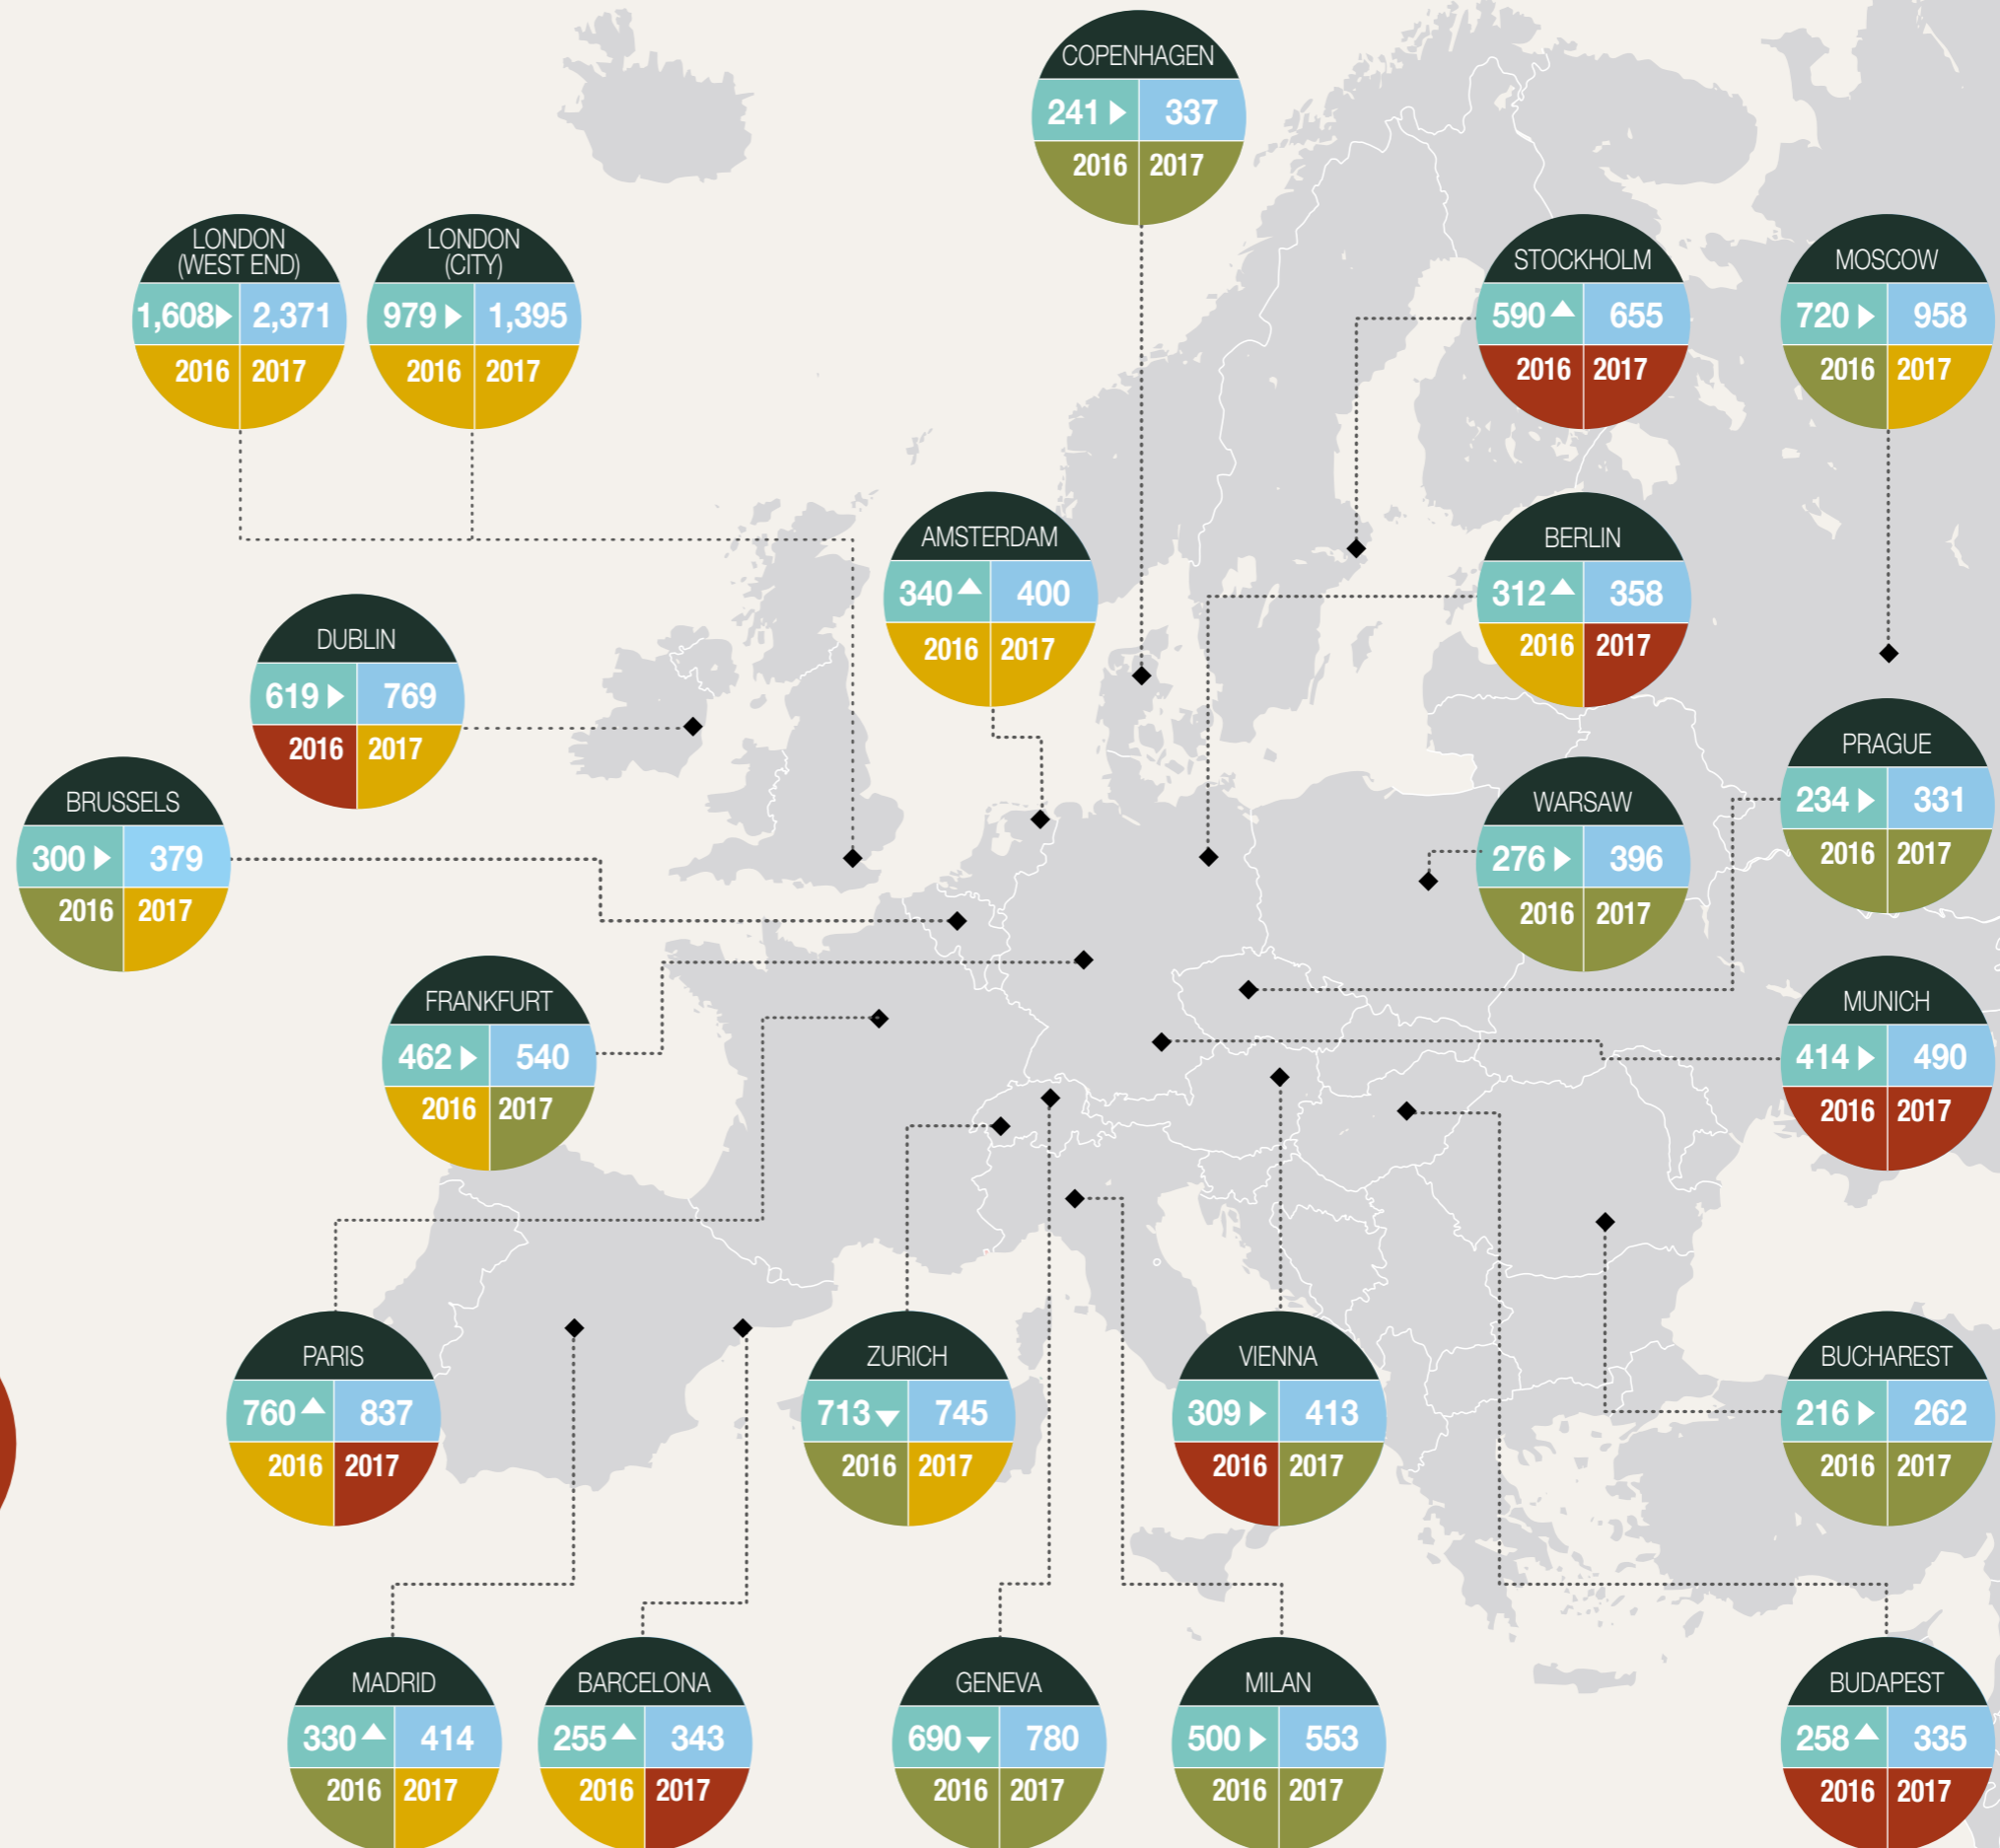 COPENHAGEN
241 337
2016 2017
LONDON
(WEST END)
1,608 2,371
2016 2017
LONDON
(CITY)
979 1,395
2016 2017
STOCKHOLM
590 655
2016 2017
MOSCOW
720 958
2016 2017
AMSTERDAM
340 400
2016 2017
BERLIN
312 358
2016 2017
DUBLIN
619 769
2016 2017
BRUSSELS
300 379
2016 2017
WARSAW
276 396
2016 2017
PRAGUE
234 331
2016 2017
FRANKFURT
462 540
2016 2017
MUNICH
414 490
2016 2017
PARIS
760 837
2016 2017
ZURICH
713 745
2016 2017
VIENNA
309 413
2016 2017
BUCHAREST
216 262
2016 2017
MADRID
330 414
2016 2017
BARCELONA
255 343
2016 2017
GENEVA
690 780
2016 2017
MILAN
500 553
2016 2017
BUDAPEST
258 335
2016 2017